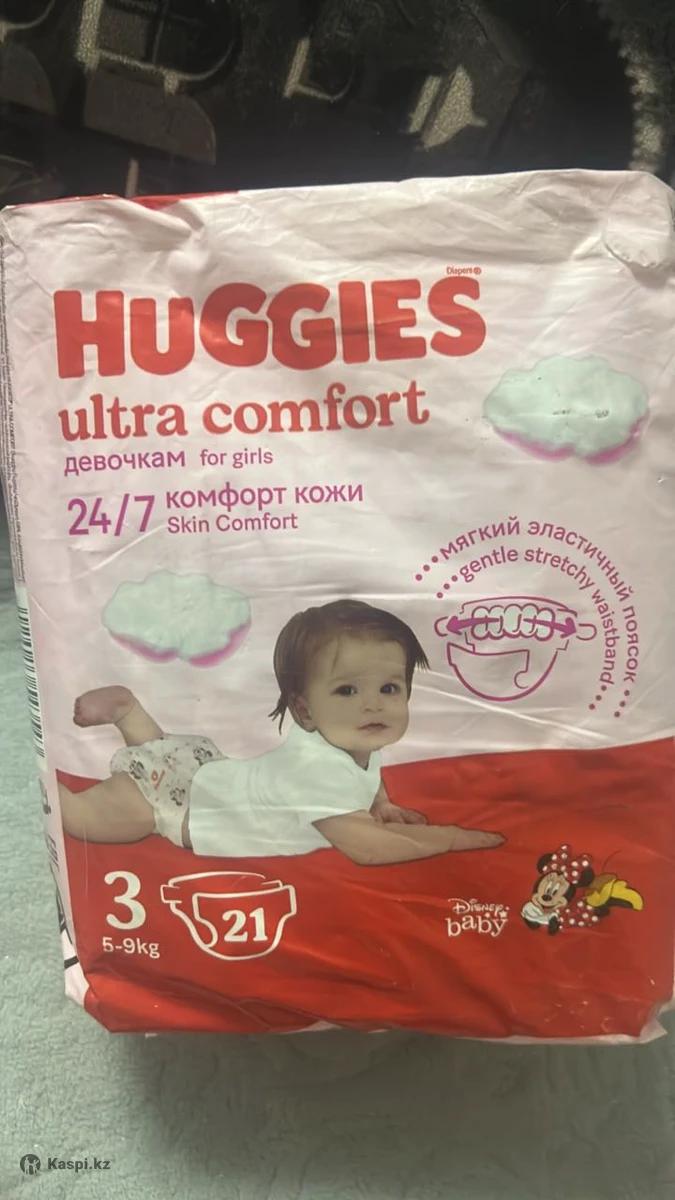 Diapers®
HUGGIES
ultra comfort
девочкам for girls
24/7 комфорт кожи
Skin Comfort
мягкий эластичный поясок
gentle stretchy waistband
3
5-9kg
21
Disney
baby
Kaspi.kz